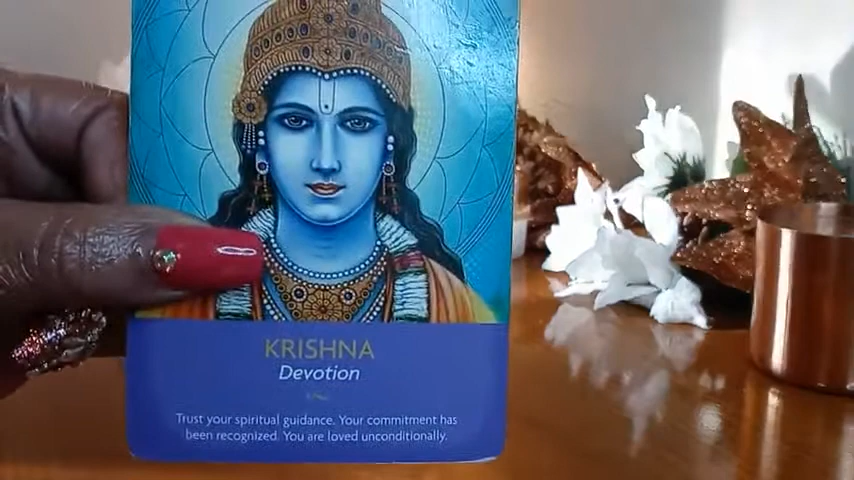 KRISHNA
Devotion
Trust your spiritual guidance. Your commitment has
been recognized. You are loved unconditionally.